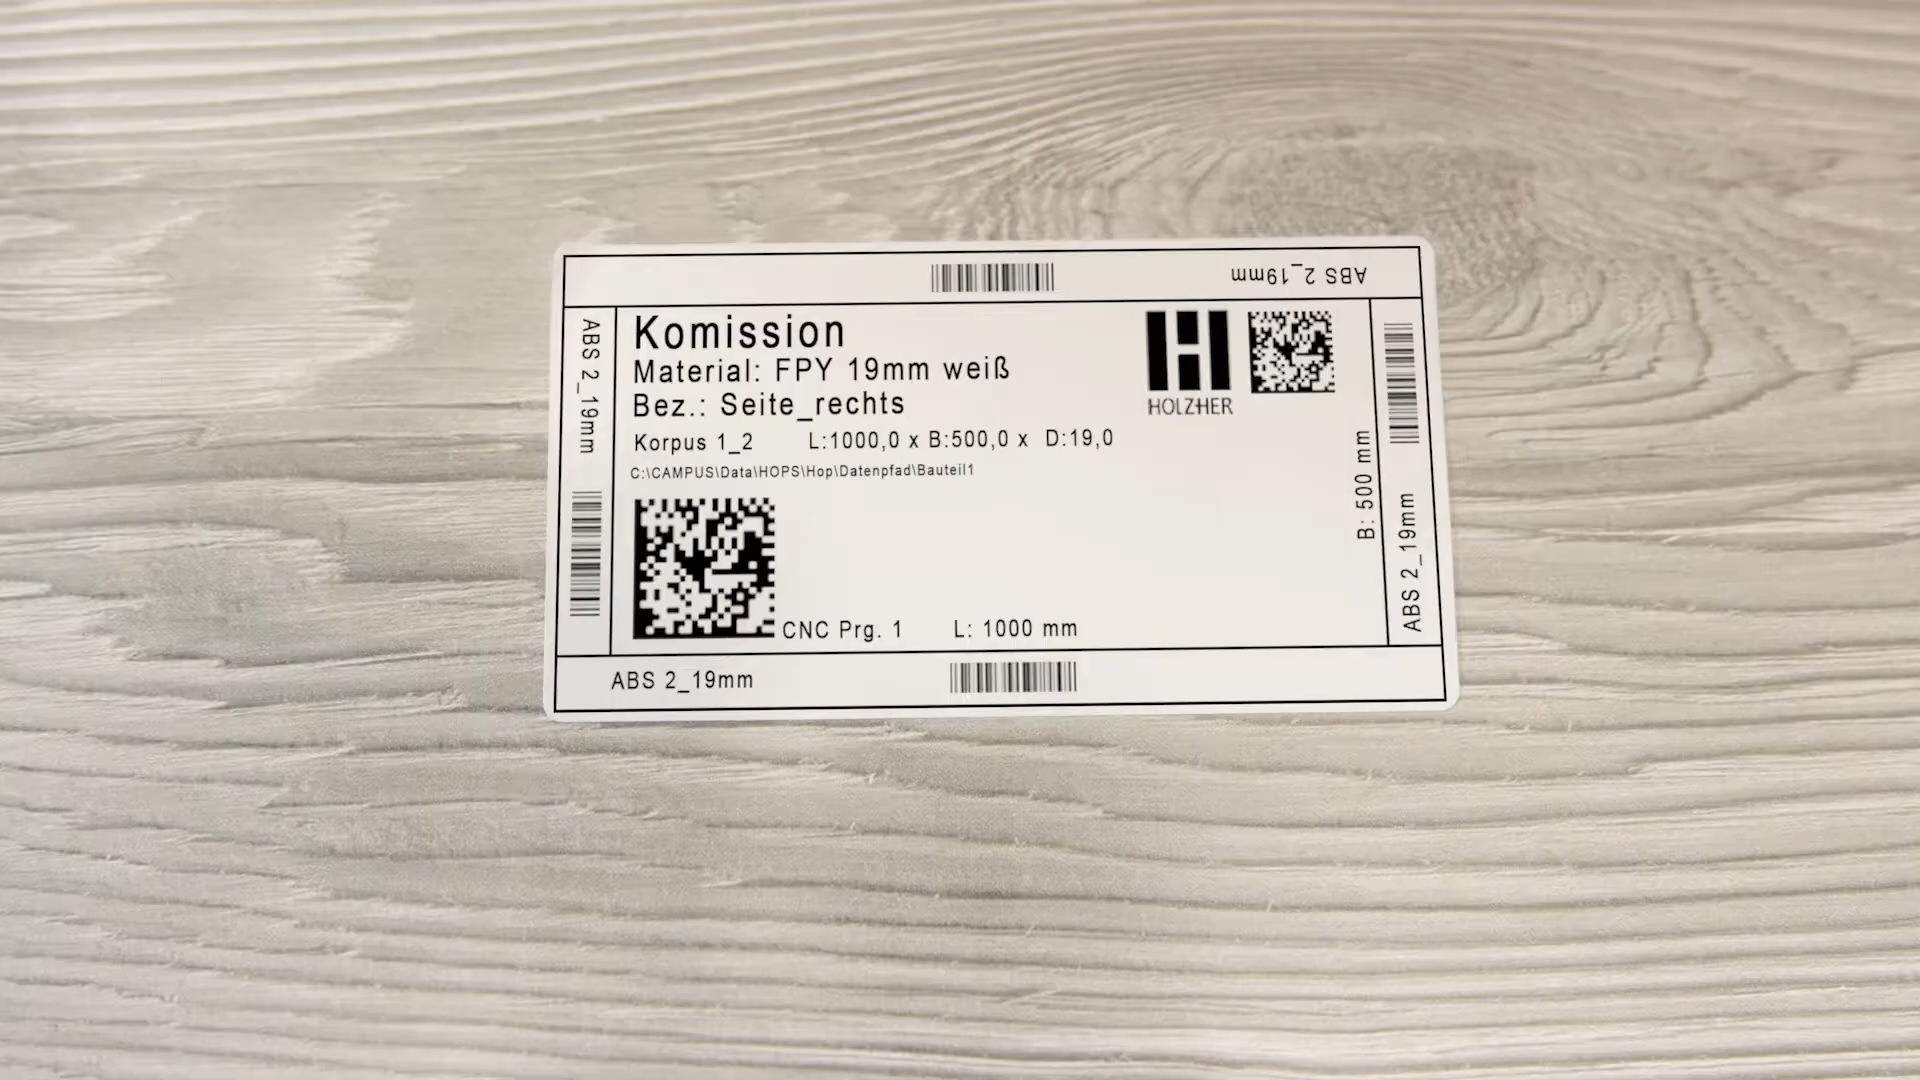 ABS 2_19mm
ABS 2_19mm
Komission
Material: FPY 19mm weiß
Bez.: Seite_rechts
Korpus 1_2 L:1000,0 x B:500,0 x D:19,0
C:\CAMPUS\Data\HOPS\Hop\Datenpfad\Bauteil1
HOLZHER
B: 500 mm
ABS 2_19mm
CNC Prg. 1 L: 1000 mm
ABS 2_19mm